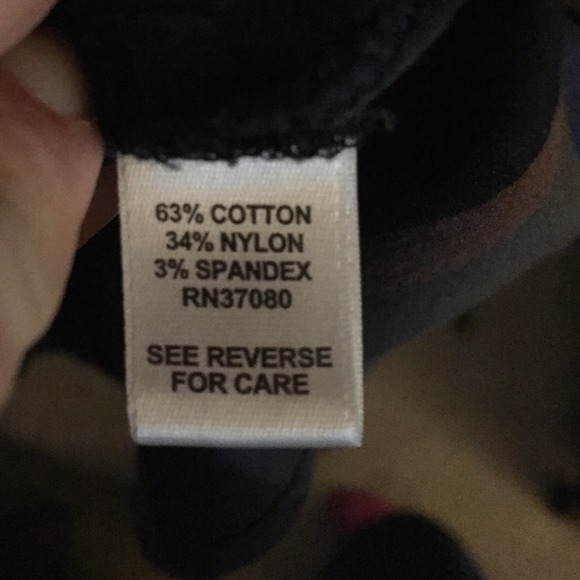 63% COTTON
34% NYLON
3% SPANDEX
RN37080
SEE REVERSE
FOR CARE